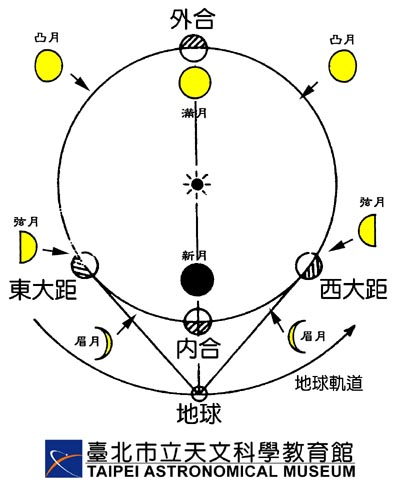 外合
凸月
凸月
滿月
弦月
弦月
新月
東大距
西大距
眉月
眉月
內合
地球軌道
地球
臺北市立天文科學教育館
TAIPEI ASTRONOMICAL MUSEUM